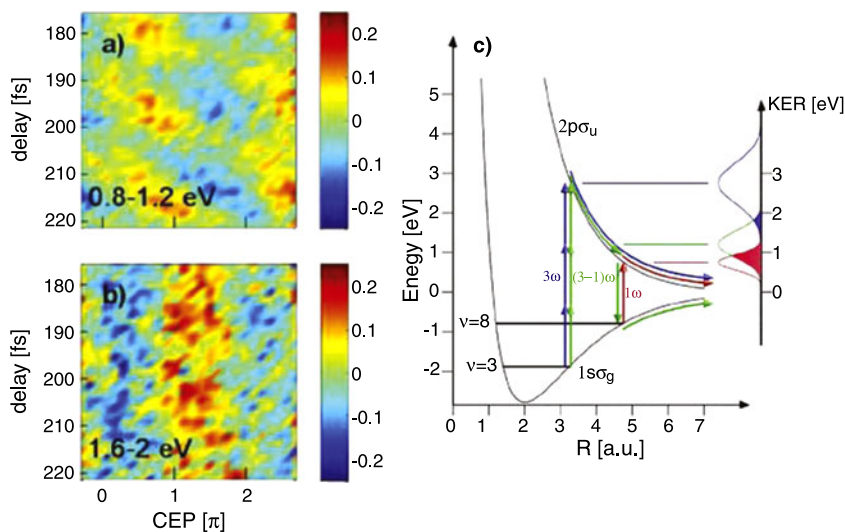 a)
delay [fs]
180
190
200
210
220
0.8-1.2 eV
0.2
0.1
0
-0.1
-0.2
b)
delay [fs]
180
190
200
210
220
1.6-2 eV
0 1 2
CEP [π]
0.2
0.1
0
-0.1
-0.2
c)
Enegy [eV]
5
4
3
2
1
0
-1
-2
2pσu
3ω
(3-1)ω
1ω
ν=8
ν=3
1sσg
0 1 2 3 4 5 6 7
R [a.u.]
KER [eV]
3
2
1
0